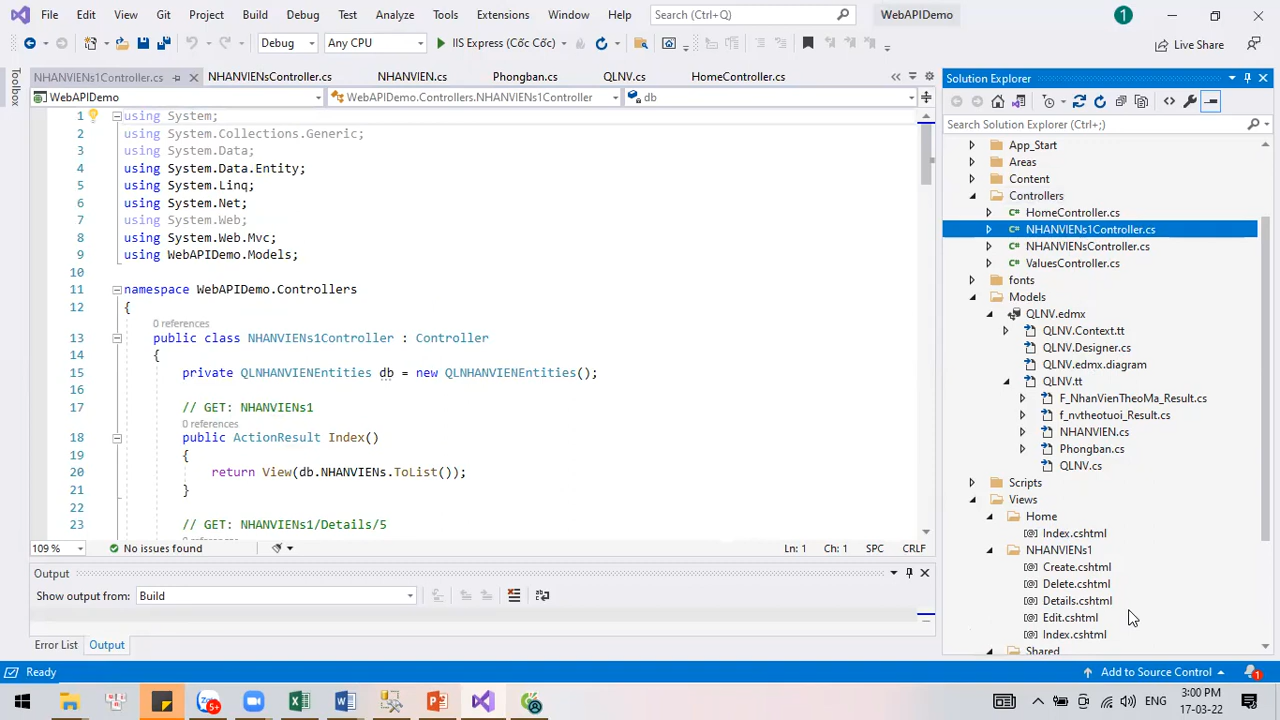 File Edit View Git Project Build Debug Test Analyze Tools Extensions Window Help Search (Ctrl+Q) WebAPIDemo 1
Debug Any CPU IIS Express (Cốc Cốc) Live Share
Toolbox
NHANVIENs1Controller.cs NHANVIENsController.cs NHANVIEN.cs Phongban.cs QLNV.cs HomeController.cs
WebAPIDemo WebAPIDemo.Controllers.NHANVIENs1Controller db
1 using System;
2 using System.Collections.Generic;
3 using System.Data;
4 using System.Data.Entity;
5 using System.Linq;
6 using System.Net;
7 using System.Web;
8 using System.Web.Mvc;
9 using WebAPIDemo.Models;
10
11 namespace WebAPIDemo.Controllers
12 {
0 references
13 public class NHANVIENs1Controller : Controller
14 {
15 private QLNHANVIENEntities db = new QLNHANVIENEntities();
16
17 // GET: NHANVIENs1
0 references
18 public ActionResult Index()
19 {
20 return View(db.NHANVIENs.ToList());
21 }
22
23 // GET: NHANVIENs1/Details/5
109 % No issues found Ln: 1 Ch: 1 SPC CRLF
Output
Show output from: Build
Error List Output
Solution Explorer
Search Solution Explorer (Ctrl+;)
App_Start
Areas
Content
Controllers
HomeController.cs
NHANVIENs1Controller.cs
NHANVIENsController.cs
ValuesController.cs
fonts
Models
QLNV.edmx
QLNV.Context.tt
QLNV.Designer.cs
QLNV.edmx.diagram
QLNV.tt
F_NhanVienTheoMa_Result.cs
f_nvtheotuoi_Result.cs
NHANVIEN.cs
Phongban.cs
QLNV.cs
Scripts
Views
Home
Index.cshtml
NHANVIENs1
Create.cshtml
Delete.cshtml
Details.cshtml
Edit.cshtml
Index.cshtml
Shared
Ready Add to Source Control 1
5+ ENG 3:00 PM
17-03-22